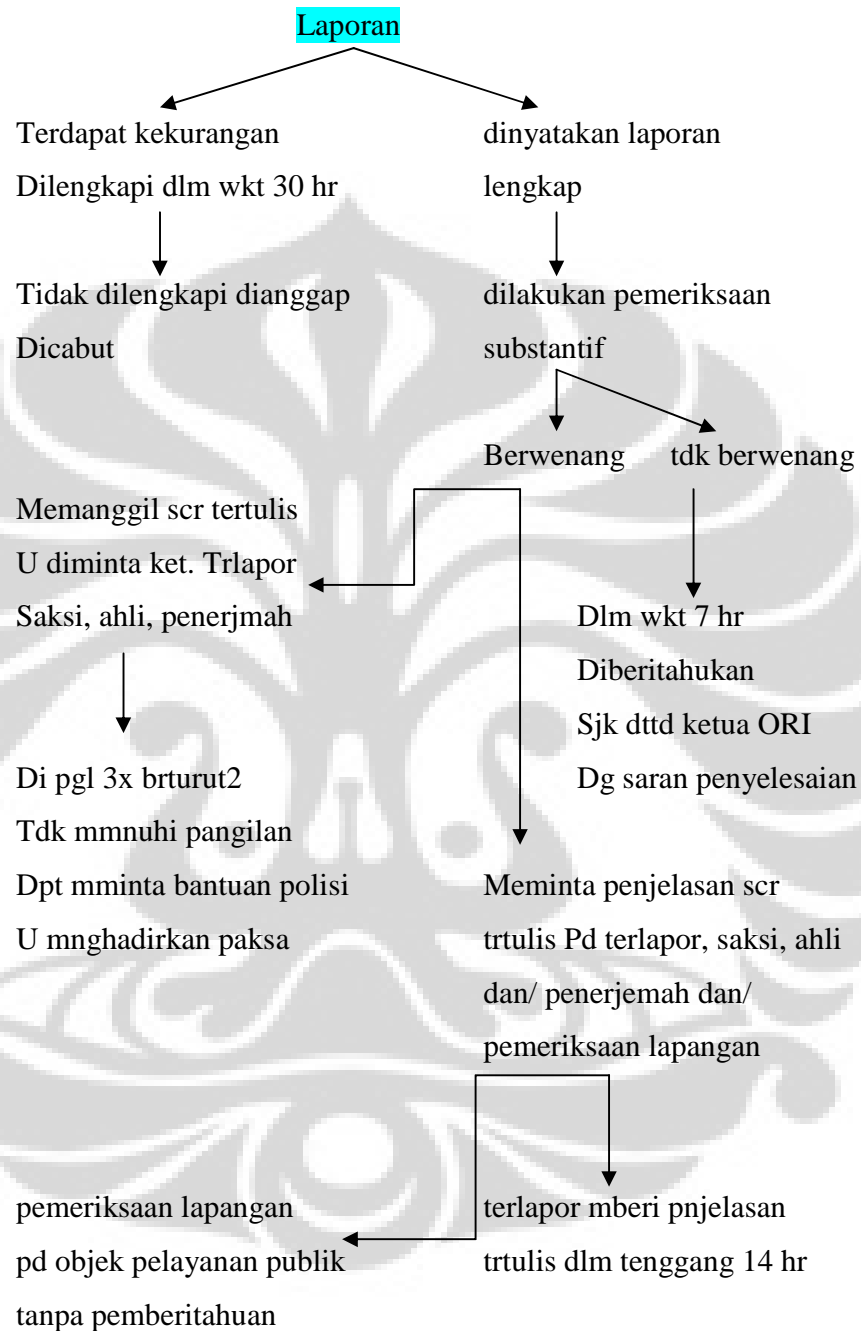 Laporan
Terdapat kekurangan
Dilengkapi dlm wkt 30 hr
dinyatakan laporan
lengkap
Tidak dilengkapi dianggap
Dicabut
dilakukan pemeriksaan
substantif
Berwenang
tdk berwenang
Memanggil scr tertulis
U diminta ket. Trlapor
Saksi, ahli, penerjmah
Dlm wkt 7 hr
Diberitahukan
Sjk dttd ketua ORI
Dg saran penyelesaian
Di pgl 3x brturut2
Tdk mmnuhi pangilan
Dpt mminta bantuan polisi
U mnghadirkan paksa
Meminta penjelasan scr
trtulis Pd terlapor, saksi, ahli
dan/ penerjemah dan/
pemeriksaan lapangan
pemeriksaan lapangan
pd objek pelayanan publik
tanpa pemberitahuan
terlapor mberi pnjelasan
trtulis dlm tenggang 14 hr